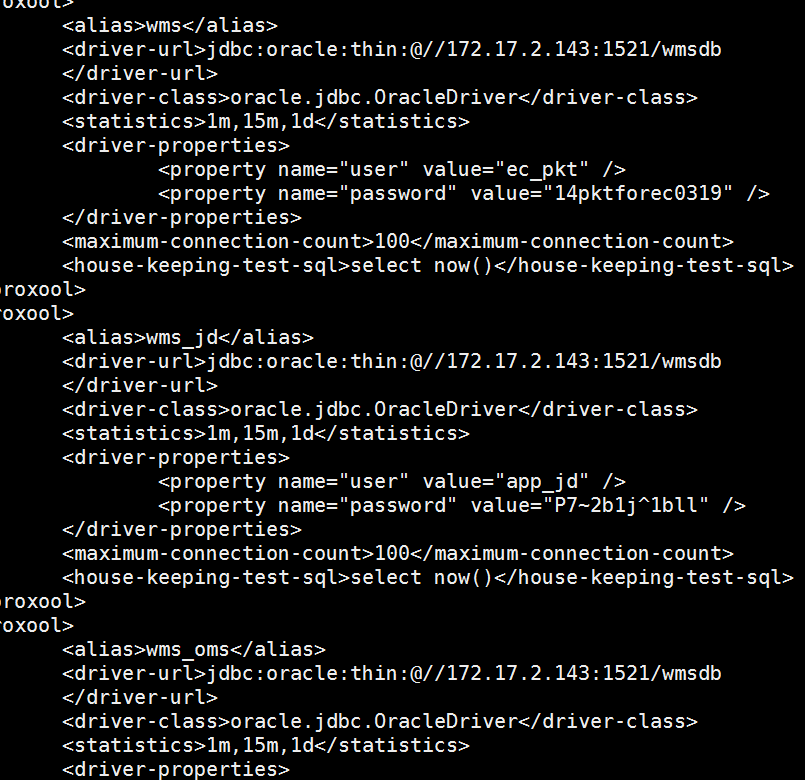 oxool>
<alias>wms</alias>
<driver-url>jdbc:oracle:thin:@//172.17.2.143:1521/wmsdb
</driver-url>
<driver-class>oracle.jdbc.OracleDriver</driver-class>
<statistics>1m,15m,1d</statistics>
<driver-properties>
<property name="user" value="ec_pkt" />
<property name="password" value="14pktforec0319" />
</driver-properties>
<maximum-connection-count>100</maximum-connection-count>
<house-keeping-test-sql>select now()</house-keeping-test-sql>
roxool>
oxool>
<alias>wms_jd</alias>
<driver-url>jdbc:oracle:thin:@//172.17.2.143:1521/wmsdb
</driver-url>
<driver-class>oracle.jdbc.OracleDriver</driver-class>
<statistics>1m,15m,1d</statistics>
<driver-properties>
<property name="user" value="app_jd" />
<property name="password" value="P7~2b1j^1bll" />
</driver-properties>
<maximum-connection-count>100</maximum-connection-count>
<house-keeping-test-sql>select now()</house-keeping-test-sql>
roxool>
oxool>
<alias>wms_oms</alias>
<driver-url>jdbc:oracle:thin:@//172.17.2.143:1521/wmsdb
</driver-url>
<driver-class>oracle.jdbc.OracleDriver</driver-class>
<statistics>1m,15m,1d</statistics>
<driver-properties>